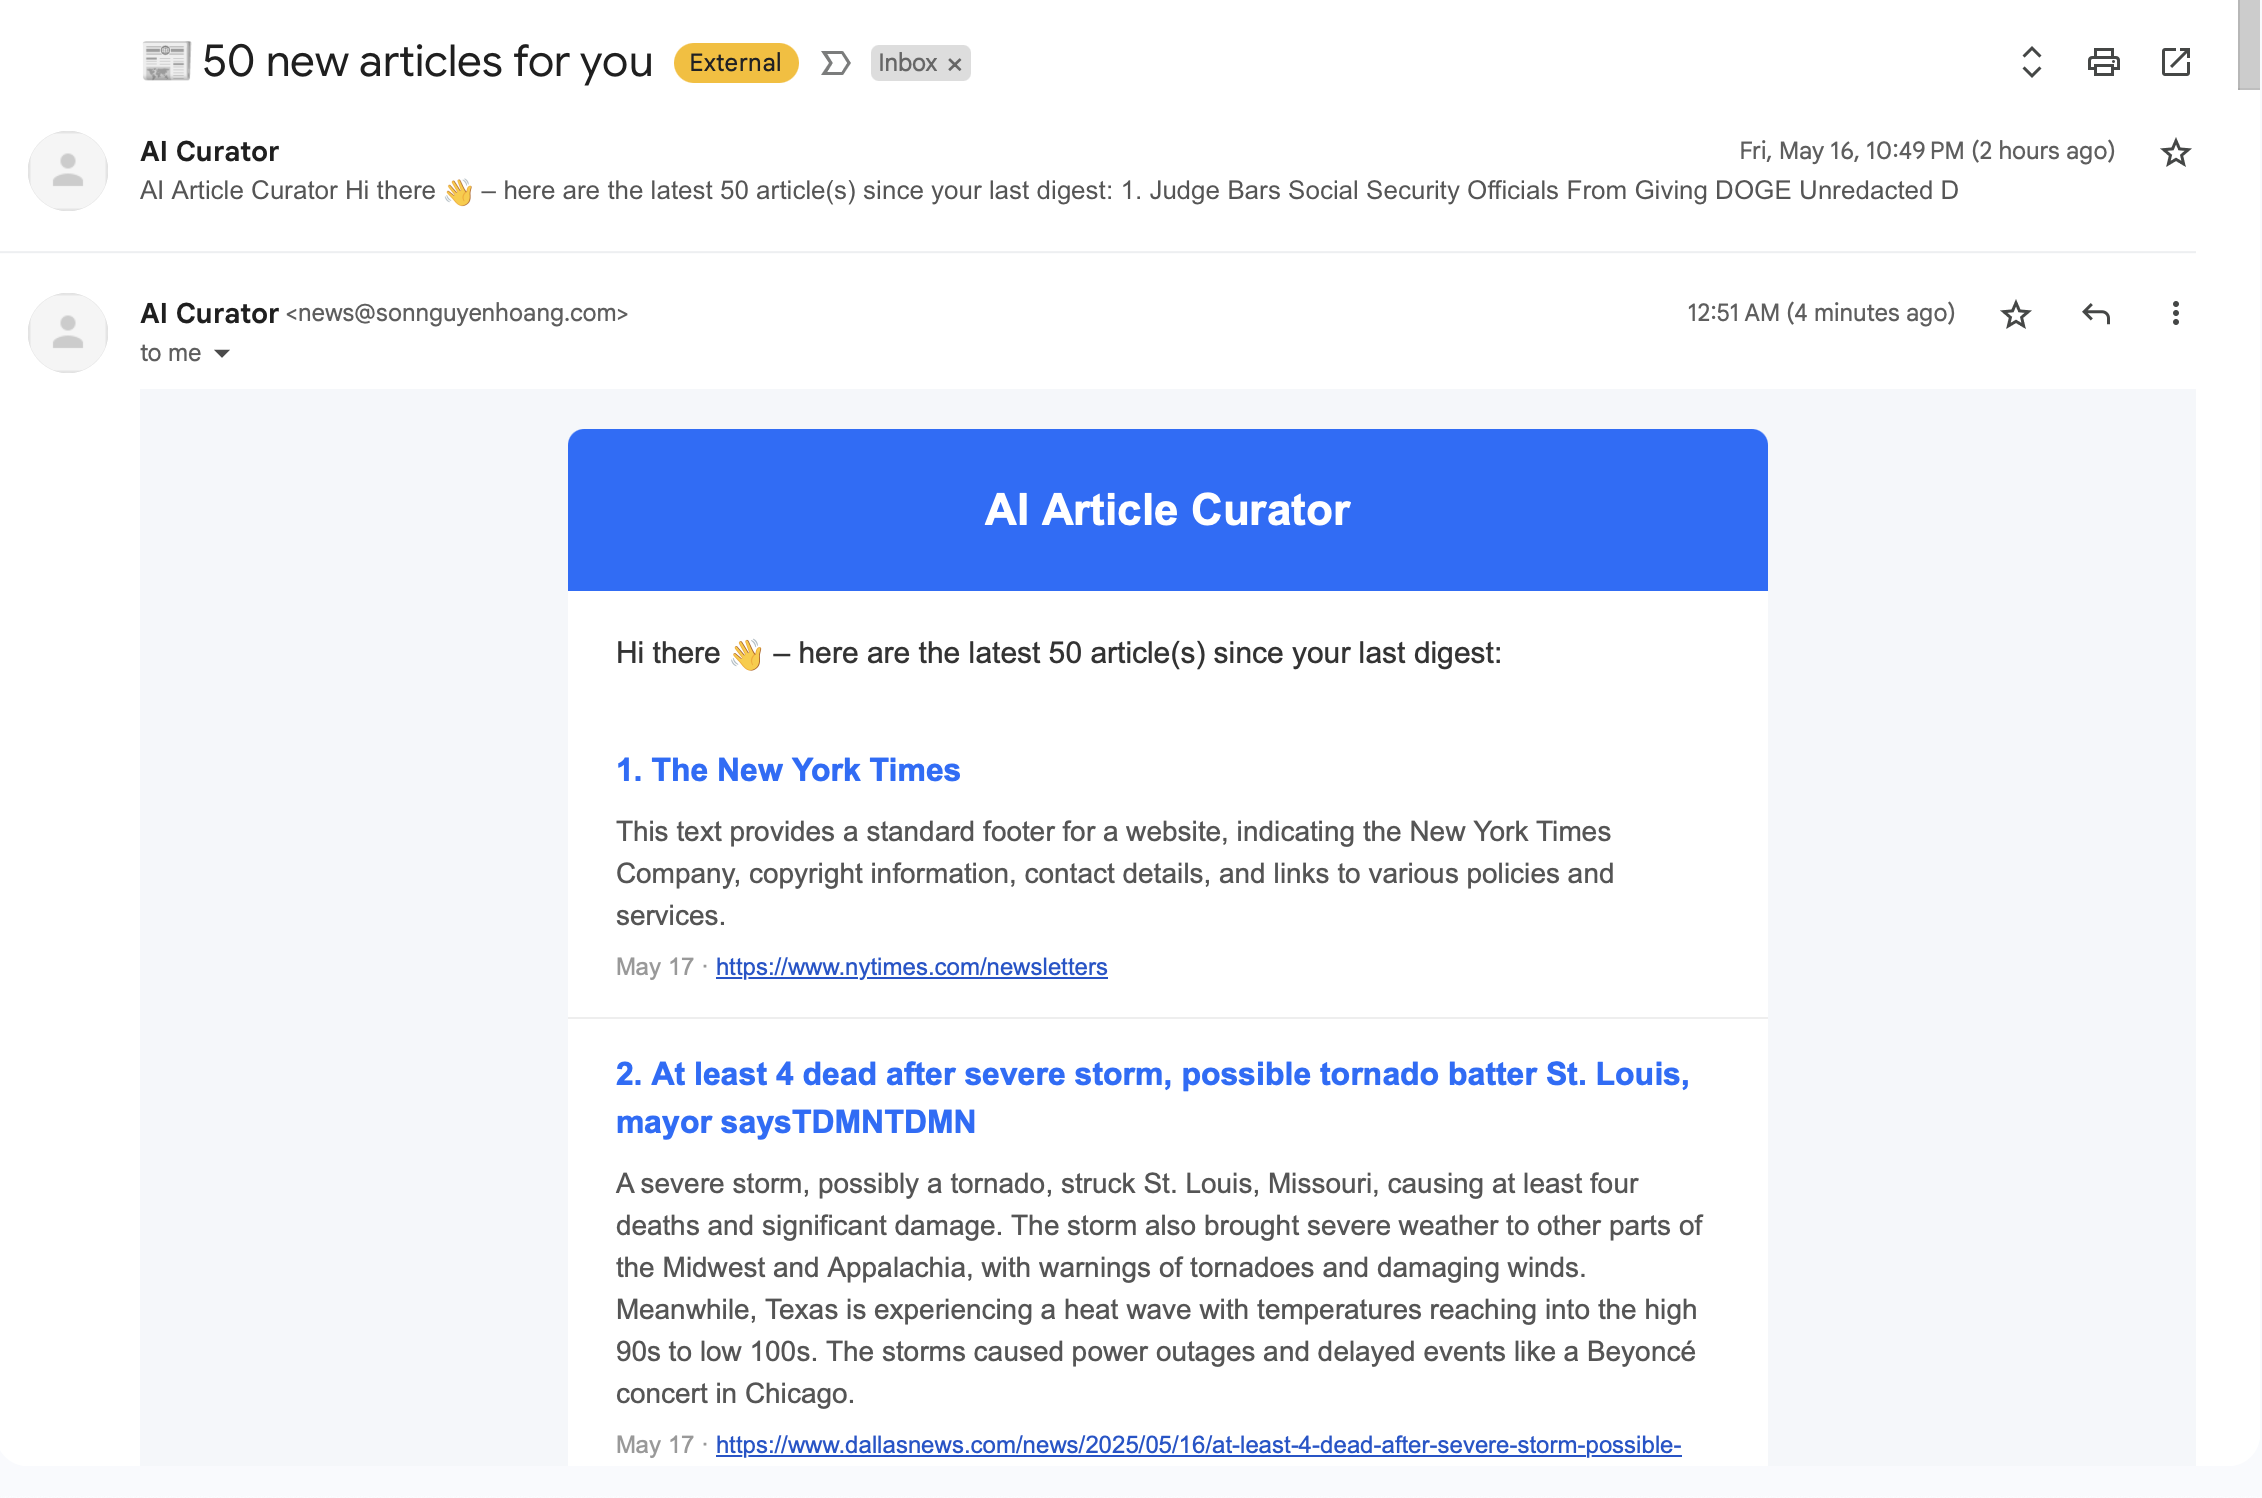 📰 50 new articles for you External Inbox ×
AI Curator
Fri, May 16, 10:49 PM (2 hours ago)
AI Article Curator Hi there 👋 – here are the latest 50 article(s) since your last digest: 1. Judge Bars Social Security Officials From Giving DOGE Unredacted D
AI Curator <news@sonnguyenhoang.com>
12:51 AM (4 minutes ago)
to me
AI Article Curator
Hi there 👋 – here are the latest 50 article(s) since your last digest:
1. The New York Times
This text provides a standard footer for a website, indicating the New York Times
Company, copyright information, contact details, and links to various policies and
services.
May 17 · https://www.nytimes.com/newsletters
2. At least 4 dead after severe storm, possible tornado batter St. Louis,
mayor saysTDMNTDMN
A severe storm, possibly a tornado, struck St. Louis, Missouri, causing at least four
deaths and significant damage. The storm also brought severe weather to other parts of
the Midwest and Appalachia, with warnings of tornadoes and damaging winds.
Meanwhile, Texas is experiencing a heat wave with temperatures reaching into the high
90s to low 100s. The storms caused power outages and delayed events like a Beyoncé
concert in Chicago.
May 17 · https://www.dallasnews.com/news/2025/05/16/at-least-4-dead-after-severe-storm-possible-